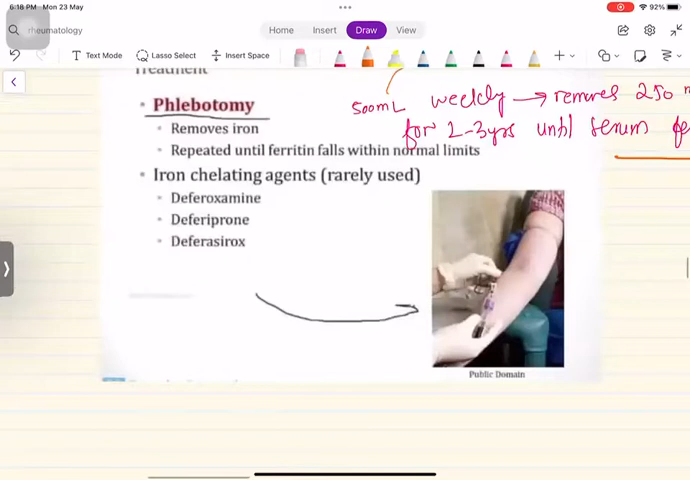 6:18 PM Mon 23 May
92%
rheumatology
Home Insert Draw View
Text Mode Lasso Select Insert Space
Treatment
500mL weekly → removes 250
for 2-3yrs until serum
• Phlebotomy
Removes iron
Repeated until ferritin falls within normal limits
• Iron chelating agents (rarely used)
Deferoxamine
Deferiprone
Deferasirox
Public Domain